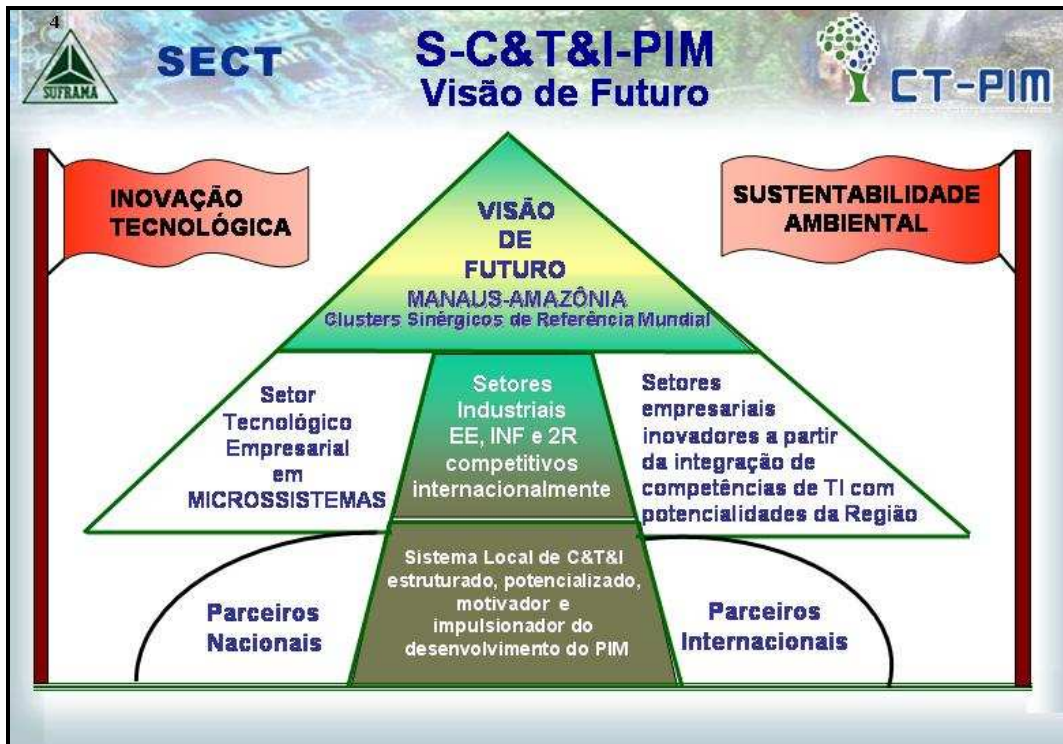 4
SUFRAMA
SECT
S-C&T&I-PIM
Visão de Futuro
CT-PIM
INOVAÇÃO
TECNOLÓGICA
SUSTENTABILIDADE
AMBIENTAL
VISÃO
DE
FUTURO
MANAUS-AMAZÔNIA
Clusters Sinérgicos de Referência Mundial
Setor
Tecnológico
Empresarial
em
MICROSSISTEMAS
Setores
Industriais
EE, INF e 2R
competitivos
internacionalmente
Setores
empresariais
inovadores a partir
da integração de
competências de TI com
potencialidades da Região
Parceiros
Nacionais
Sistema Local de C&T&I
estruturado, potencializado,
motivador e
impulsionador do
desenvolvimento do PIM
Parceiros
Internacionais